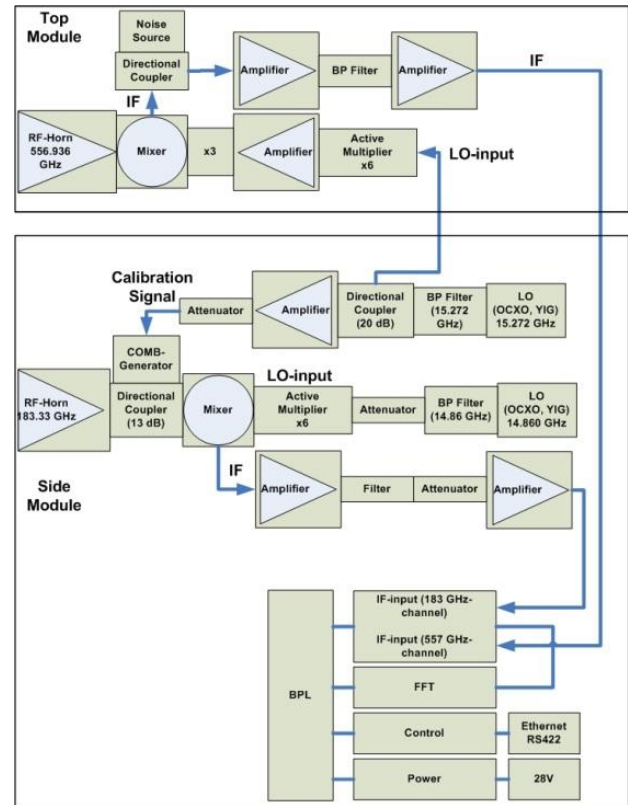 Top
Module
Noise
Source
Directional
Coupler
Amplifier
BP Filter
Amplifier
IF
IF
RF-Horn
556.936
GHz
Mixer
x3
Amplifier
Active
Multiplier
x6
LO-input
Calibration
Signal
Attenuator
Amplifier
Directional
Coupler
(20 dB)
BP Filter
(15.272
GHz)
LO
(OCXO, YIG)
15.272 GHz
COMB-
Generator
RF-Horn
183.33 GHz
Directional
Coupler
(13 dB)
Mixer
LO-input
Active
Multiplier
x6
Attenuator
BP Filter
(14.86 GHz)
LO
(OCXO, YIG)
14.860 GHz
Side
Module
IF
Amplifier
Filter
Attenuator
Amplifier
BPL
IF-input (183 GHz-
channel)
IF-input (557 GHz-
channel)
FFT
Control
Ethernet
RS422
Power
28V